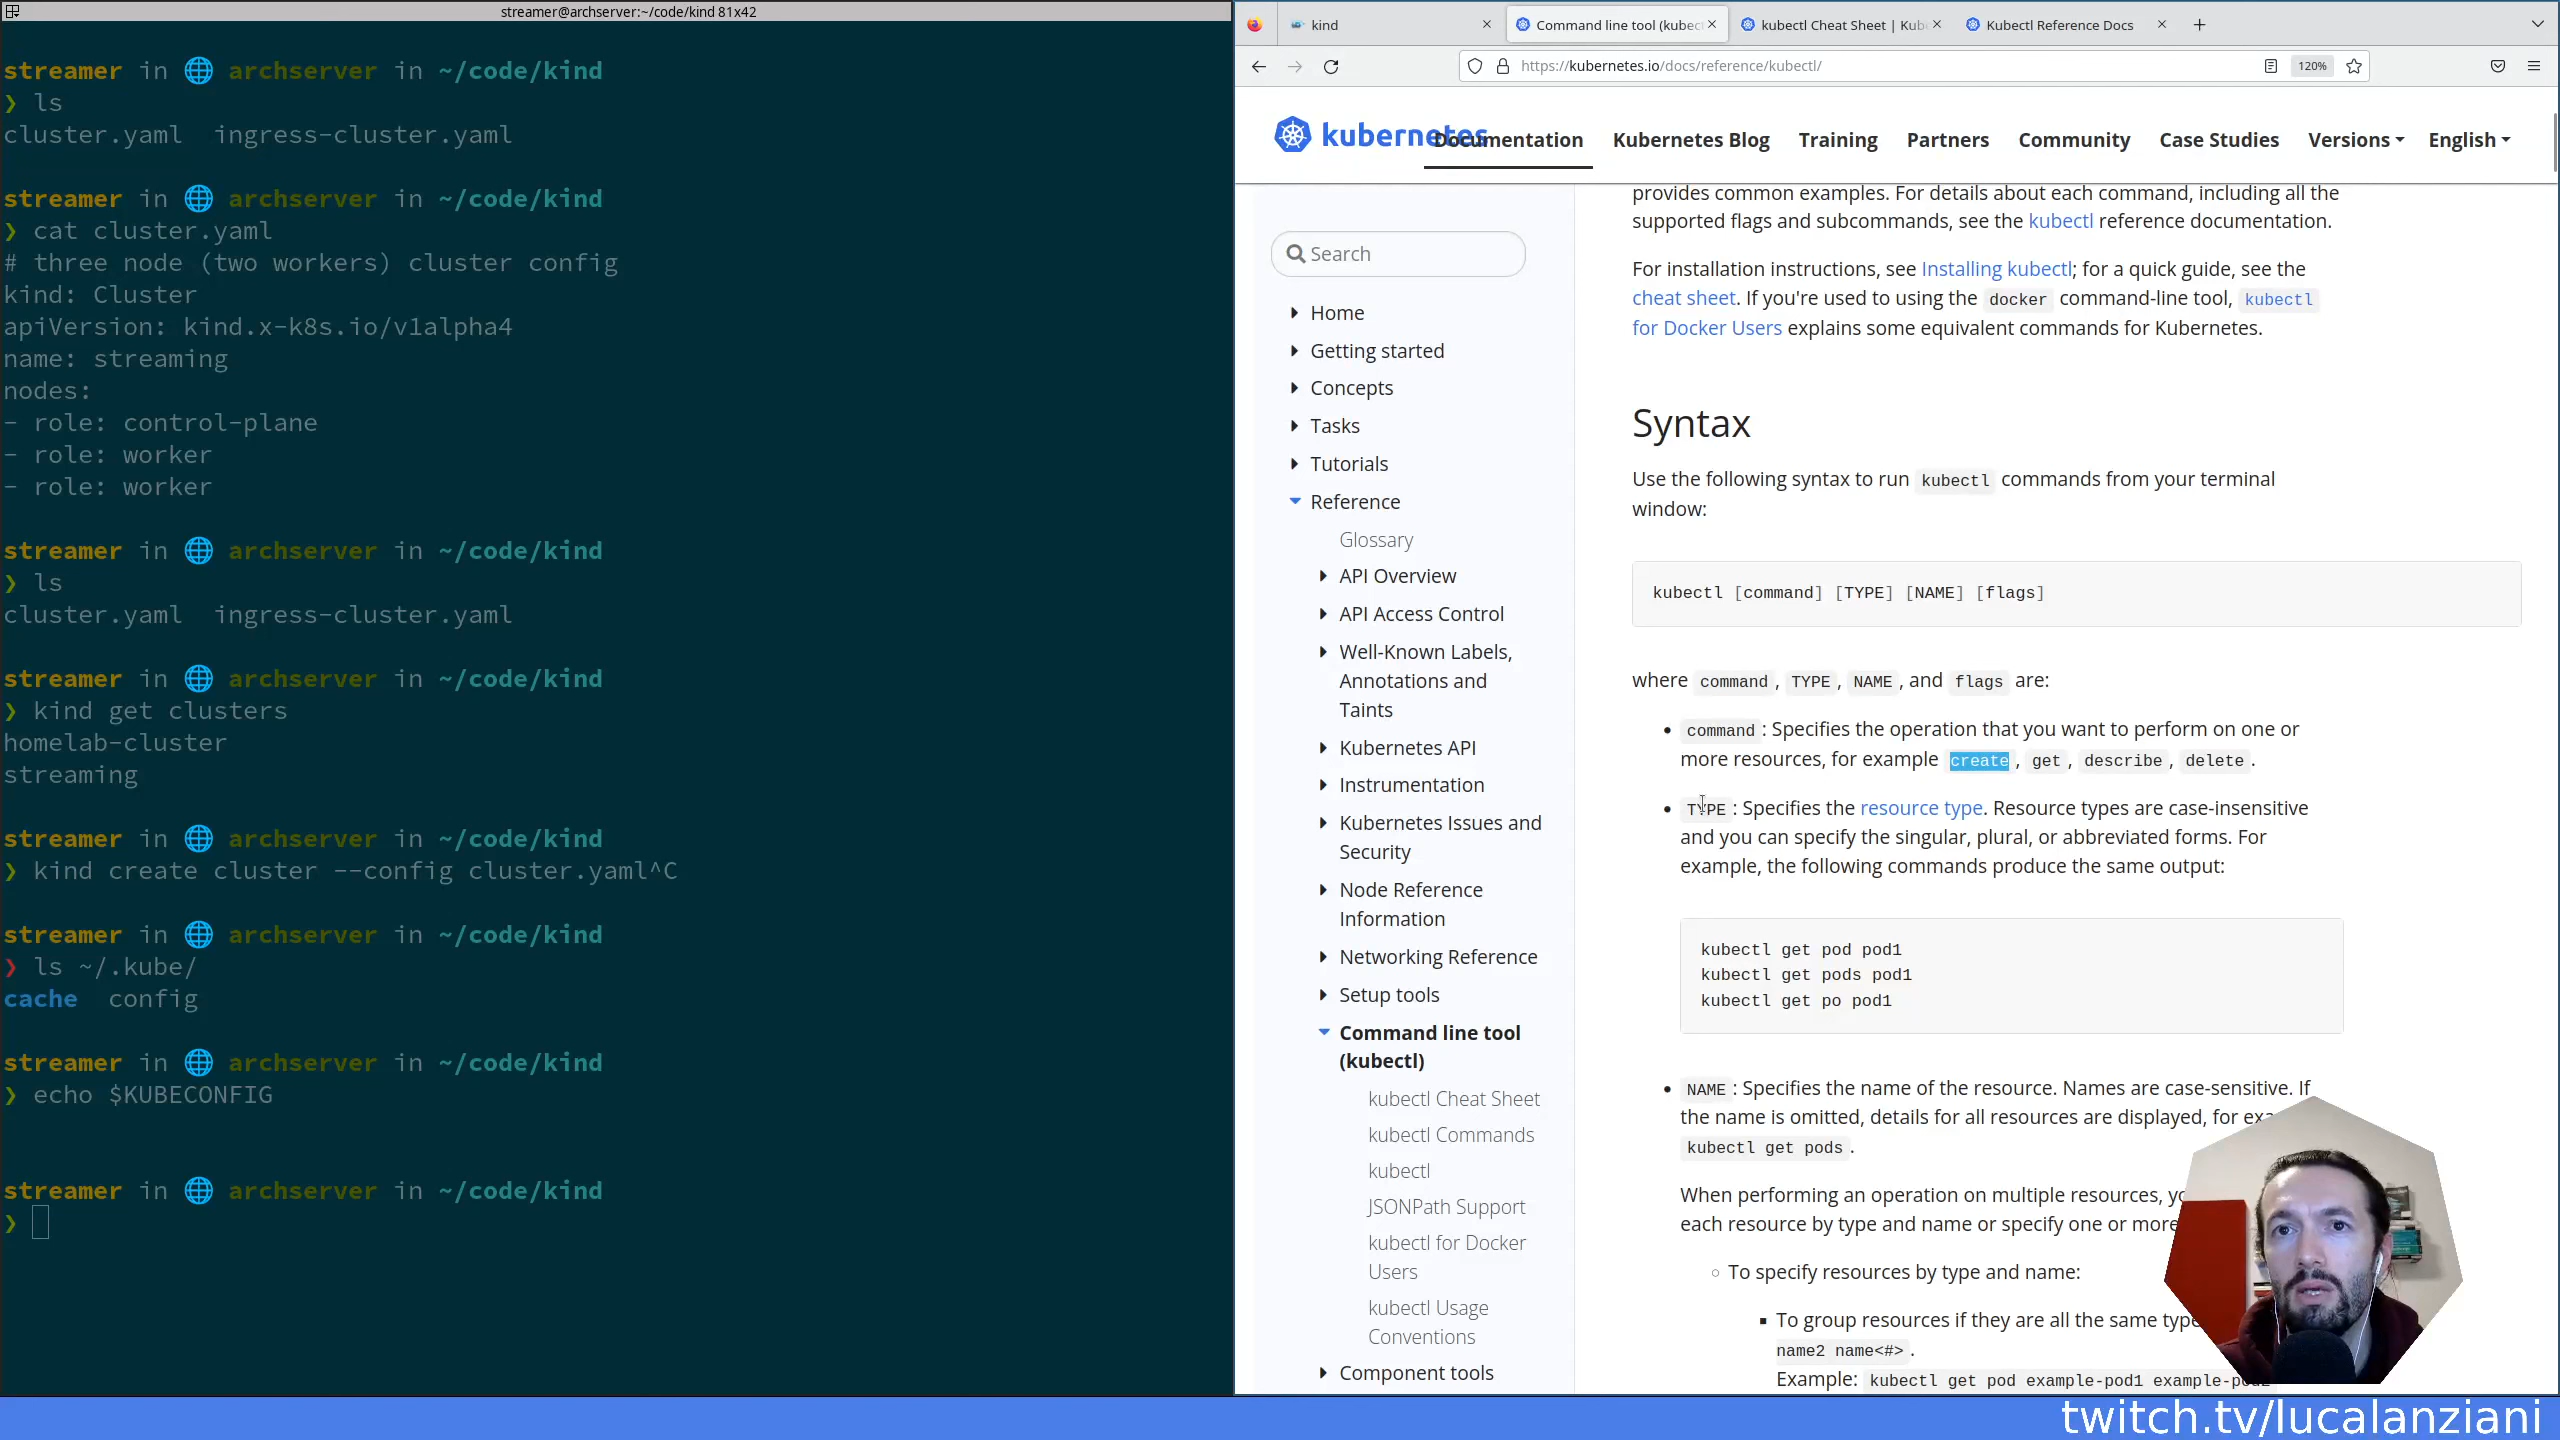 streamer@archserver:~/code/kind 81x42
streamer in archserver in ~/code/kind
❯ ls
cluster.yaml  ingress-cluster.yaml
streamer in archserver in ~/code/kind
❯ cat cluster.yaml
# three node (two workers) cluster config
kind: Cluster
apiVersion: kind.x-k8s.io/v1alpha4
name: streaming
nodes:
- role: control-plane
- role: worker
- role: worker
streamer in archserver in ~/code/kind
❯ ls
cluster.yaml  ingress-cluster.yaml
streamer in archserver in ~/code/kind
❯ kind get clusters
homelab-cluster
streaming
streamer in archserver in ~/code/kind
❯ kind create cluster --config cluster.yaml^C
streamer in archserver in ~/code/kind
❯ ls ~/.kube/
cache  config
streamer in archserver in ~/code/kind
❯ echo $KUBECONFIG
streamer in archserver in ~/code/kind
❯
kind
Command line tool (kubect
kubectl Cheat Sheet | Kube
Kubectl Reference Docs
https://kubernetes.io/docs/reference/kubectl/
120%
kubernetes
Documentation
Kubernetes Blog
Training
Partners
Community
Case Studies
Versions
English
Search
Home
Getting started
Concepts
Tasks
Tutorials
Reference
Glossary
API Overview
API Access Control
Well-Known Labels,
Annotations and
Taints
Kubernetes API
Instrumentation
Kubernetes Issues and
Security
Node Reference
Information
Networking Reference
Setup tools
Command line tool
(kubectl)
kubectl Cheat Sheet
kubectl Commands
kubectl
JSONPath Support
kubectl for Docker
Users
kubectl Usage
Conventions
Component tools
provides common examples. For details about each command, including all the
supported flags and subcommands, see the kubectl reference documentation.
For installation instructions, see Installing kubectl; for a quick guide, see the
cheat sheet. If you're used to using the docker command-line tool, kubectl
for Docker Users explains some equivalent commands for Kubernetes.
Syntax
Use the following syntax to run kubectl commands from your terminal
window:
kubectl [command] [TYPE] [NAME] [flags]
where command, TYPE, NAME, and flags are:
• command: Specifies the operation that you want to perform on one or
more resources, for example create, get, describe, delete.
• TYPE: Specifies the resource type. Resource types are case-insensitive
and you can specify the singular, plural, or abbreviated forms. For
example, the following commands produce the same output:
kubectl get pod pod1
kubectl get pods pod1
kubectl get po pod1
• NAME: Specifies the name of the resource. Names are case-sensitive. If
the name is omitted, details for all resources are displayed, for
kubectl get pods.
When performing an operation on multiple resources,
each resource by type and name or specify one or more
○ To specify resources by type and name:
▪ To group resources if they are all the same type
name2 name<#>.
Example: kubectl get pod example-pod1 example-pod2
twitch.tv/lucalanziani